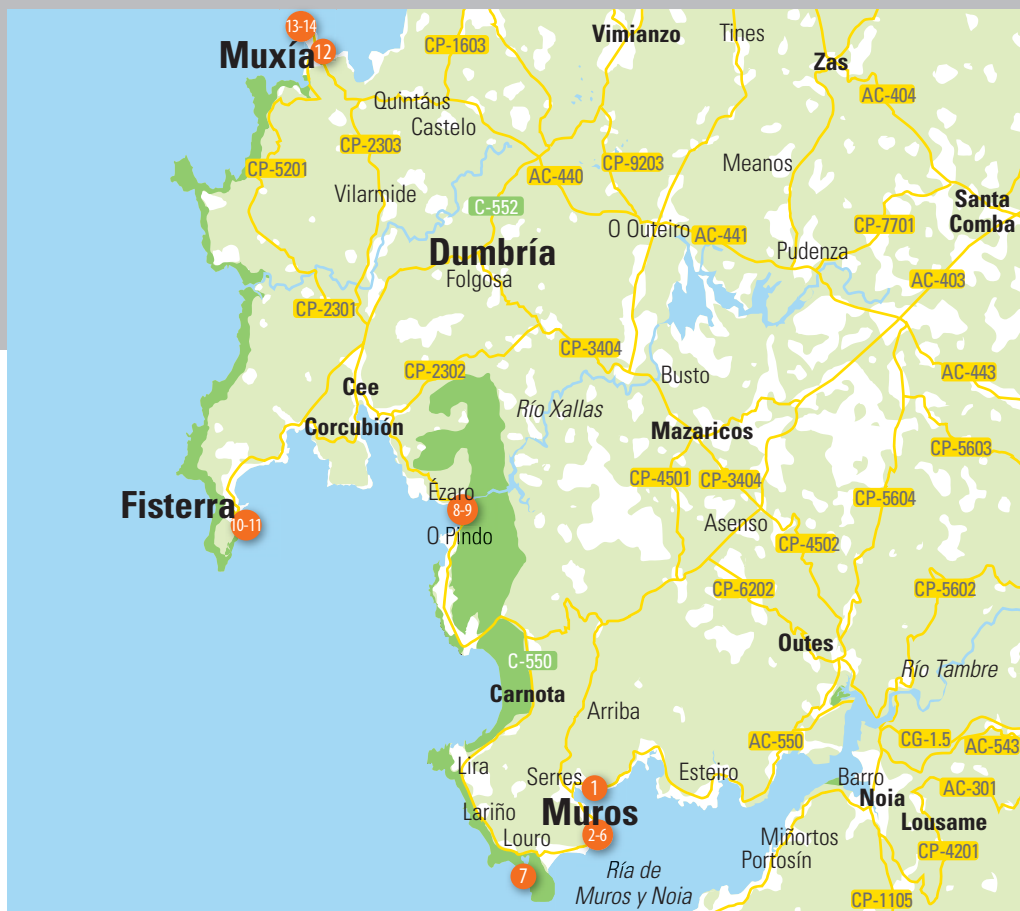 13-14
CP-1603
Vimianzo
Tines
Muxía
12
Zas
Quintáns
AC-404
Castelo
CP-2303
CP-5201
CP-9203
Meanos
AC-440
Vilarmide
C-552
Santa
Comba
CP-7701
O Outeiro
AC-441
Dumbría
Pudenza
Folgosa
AC-403
CP-2301
CP-3404
CP-2302
AC-443
Busto
Cee
Río Xallas
Corcubión
Mazaricos
CP-5603
CP-4501
CP-3404
Ézaro
CP-5604
Fisterra
8-9
10-11
Asenso
O Pindo
CP-4502
CP-6202
CP-5602
Outes
C-550
Río Tambre
Carnota
Arriba
AC-550
CG-1.5
AC-543
Lira
Serres
Esteiro
Barro
1
AC-301
Noia
Lariño
Muros
Lousame
Louro
2-6
Miñortos
CP-4201
Portosín
7
Ría de
Muros y Noia
CP-1105